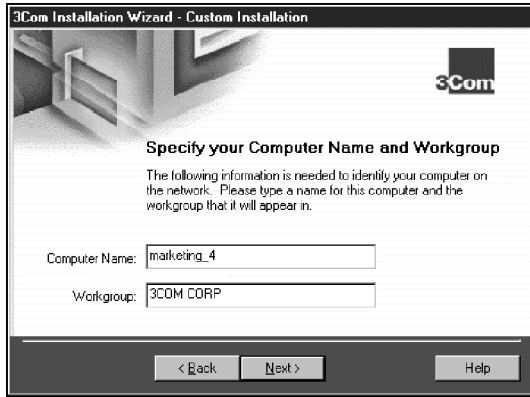 3Com Installation Wizard - Custom Installation
3Com
Specify your Computer Name and Workgroup
The following information is needed to identify your computer on
the network. Please type a name for this computer and the
workgroup that it will appear in.
Computer Name: marketing_4
Workgroup: 3COM CORP
< Back Next > Help